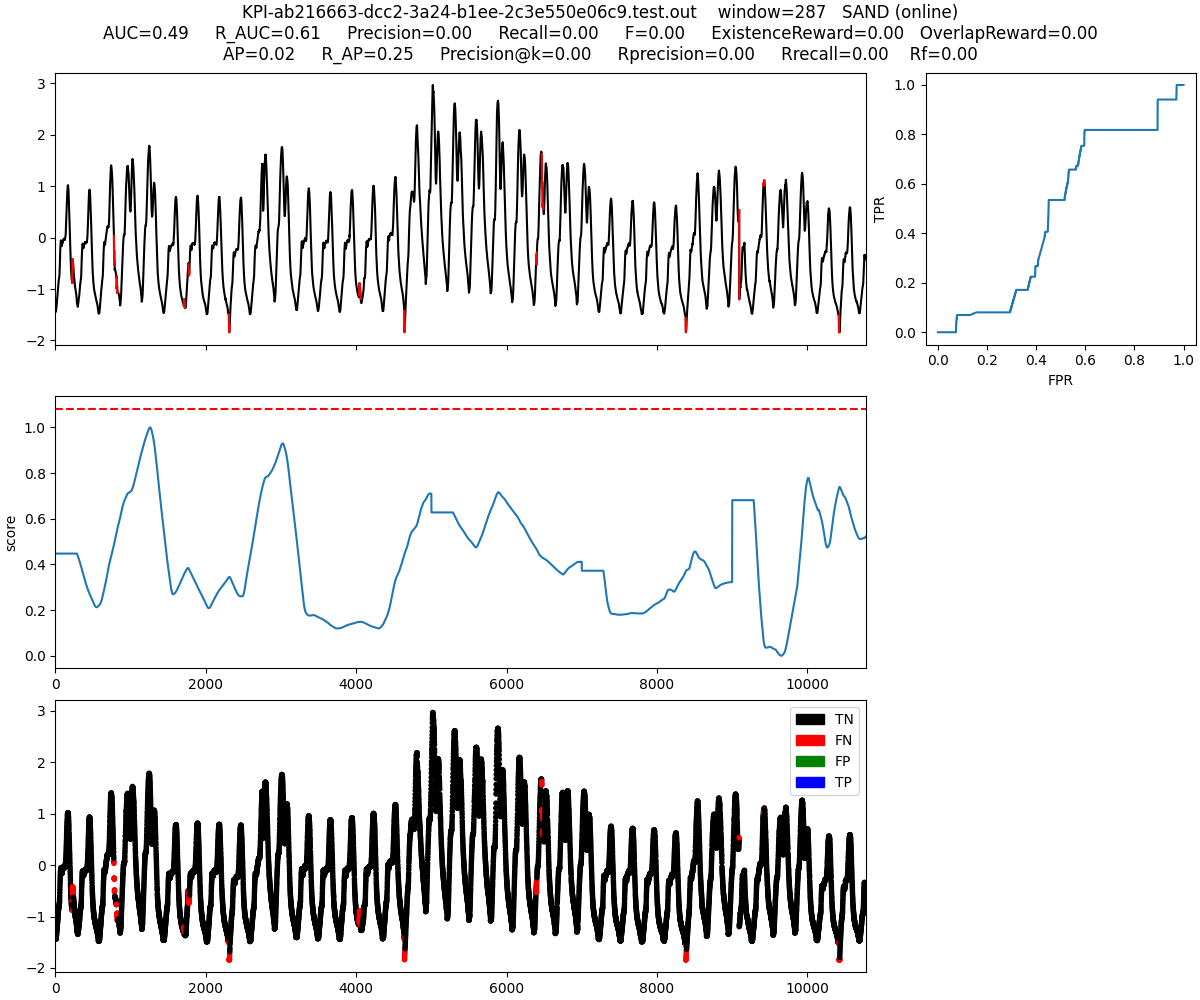 KPI-ab216663-dcc2-3a24-b1ee-2c3e550e06c9.test.out    window=287   SAND (online)
AUC=0.49     R_AUC=0.61     Precision=0.00     Recall=0.00     F=0.00     ExistenceReward=0.00   OverlapReward=0.00
AP=0.02     R_AP=0.25     Precision@k=0.00     Rprecision=0.00     Rrecall=0.00     Rf=0.00
3
2
1
0
−1
−2
1.0
0.8
0.6
0.4
0.2
0.0
TPR
0.0 0.2 0.4 0.6 0.8 1.0
FPR
1.0
0.8
0.6
0.4
0.2
0.0
score
0 2000 4000 6000 8000 10000
3
2
1
0
−1
−2
TN
FN
FP
TP
0 2000 4000 6000 8000 10000